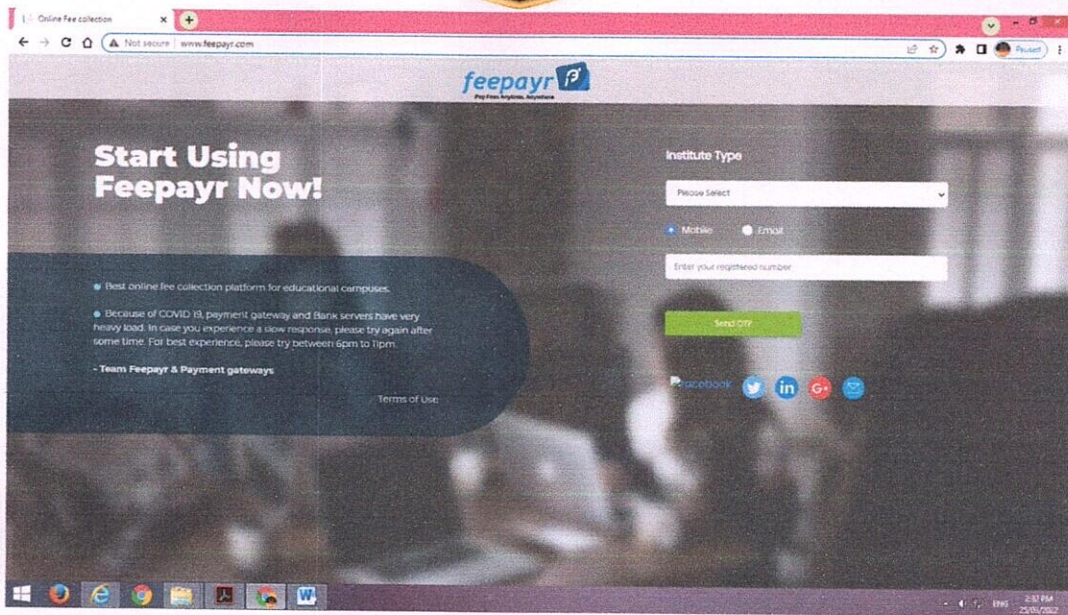 Online Fee collection
Not secure www.feepayr.com
Paused
feepayr
Pay Fees Anytime, Anywhere
Start Using
Feepayr Now!
Best online fee collection platform for educational campuses.
Because of COVID 19, payment gateway and Bank servers have very
heavy load. In case you experience a slow response, please try again after
some time. For best experience, please try between 6pm to 11pm.
- Team Feepayr & Payment gateways
Terms of Use
Institute Type
Please Select
Mobile Email
Enter your registered number
Send OTP
Facebook
in G+
ENG
2:32 PM